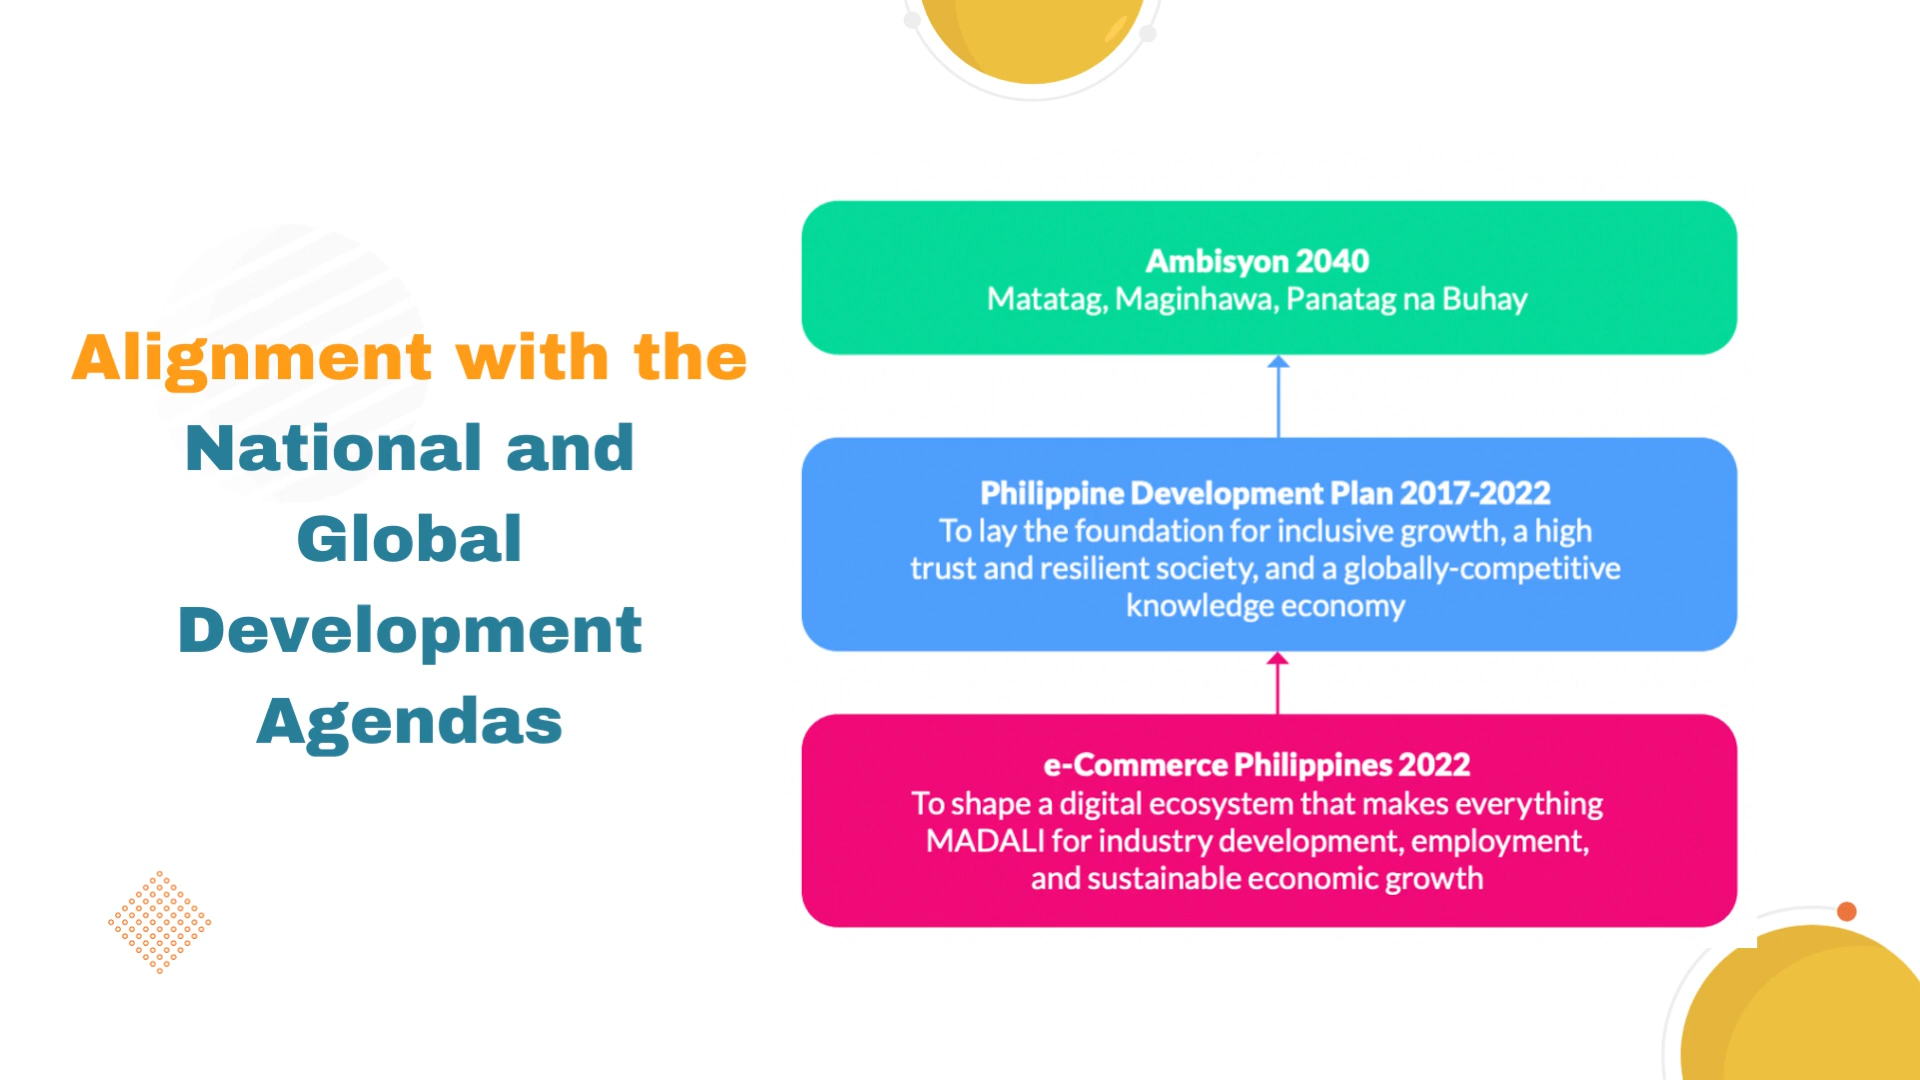 Alignment with the
National and
Global
Development
Agendas
Ambisyon 2040
Matatag, Maginhawa, Panatag na Buhay
Philippine Development Plan 2017-2022
To lay the foundation for inclusive growth, a high
trust and resilient society, and a globally-competitive
knowledge economy
e-Commerce Philippines 2022
To shape a digital ecosystem that makes everything
MADALI for industry development, employment,
and sustainable economic growth